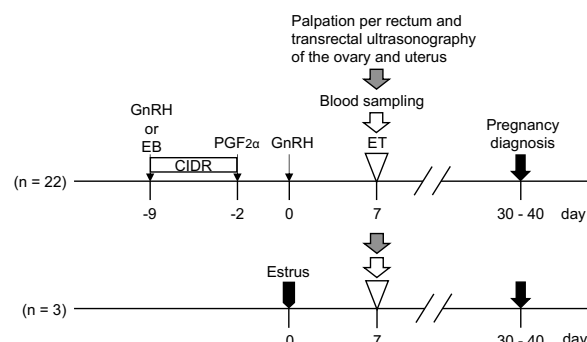 Palpation per rectum and
transrectal ultrasonography
of the ovary and uterus
Blood sampling
GnRH
or
EB
CIDR
PGF2α
GnRH
ET
Pregnancy
diagnosis
(n = 22)
-9
-2
0
7
30 - 40
day
Estrus
(n = 3)
0
7
30 - 40
day